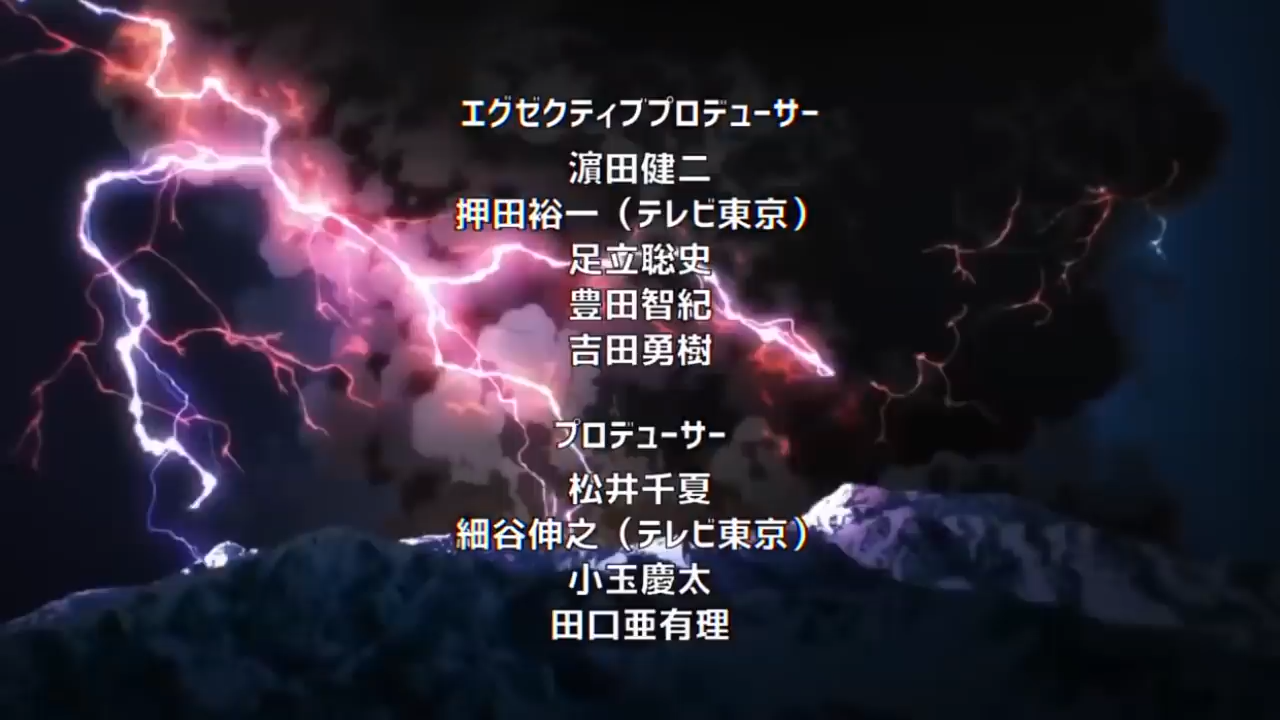 エグゼクティブプロデューサー
濵田健二
押田裕一（テレビ東京）
足立聡史
豊田智紀
吉田勇樹
プロデューサー
松井千夏
細谷伸之（テレビ東京）
小玉慶太
田口亜有理